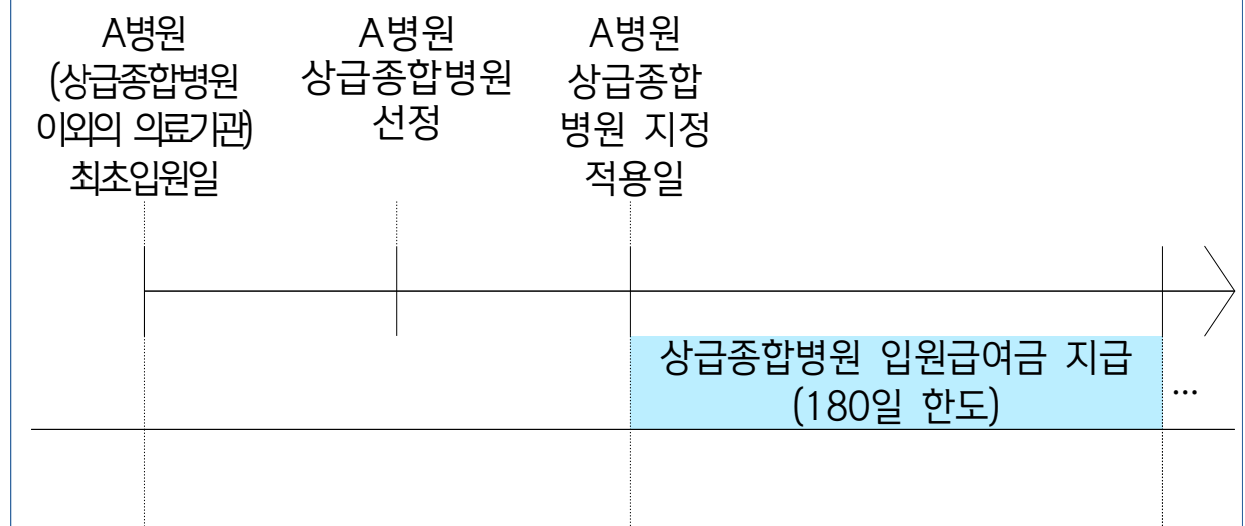 A병원
(상급종합병원
이외의 의료기관)
최초입원일
A병원
상급종합병원
선정
A병원
상급종합
병원 지정
적용일
상급종합병원 입원급여금 지급
(180일 한도)
...